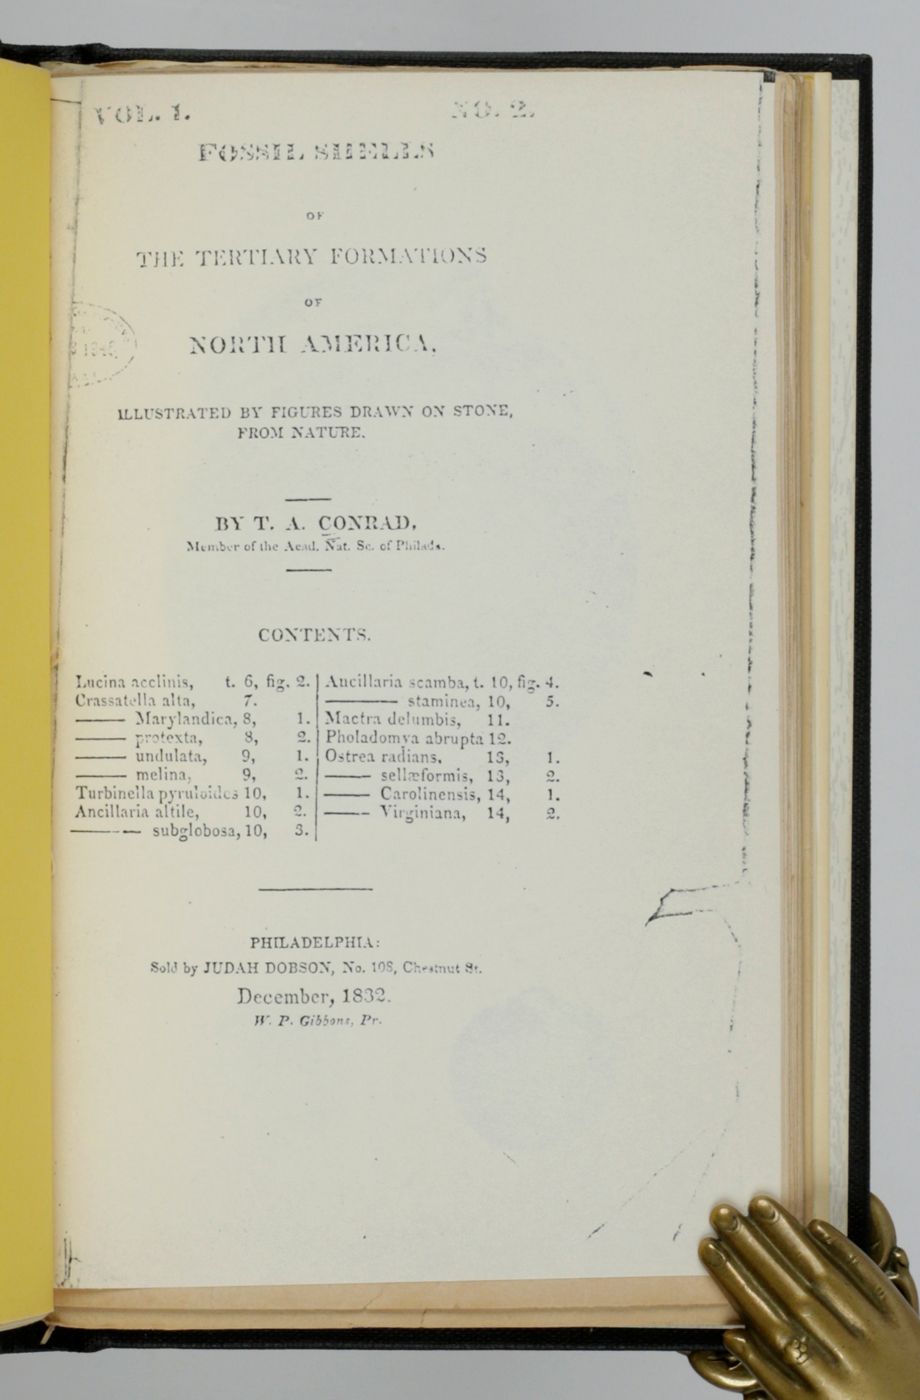 VOL. 1. NO. 2.
FOSSIL SHELLS
OF
THE TERTIARY FORMATIONS
OF
NORTH AMERICA,
ILLUSTRATED BY FIGURES DRAWN ON STONE,
FROM NATURE.
BY T. A. CONRAD,
Member of the Acad. Nat. Sc. of Philada.
CONTENTS.
Lucina acclinis, t. 6, fig. 2.
Crassatella alta, 7.
——— Marylandica, 8, 1.
——— protexta, 8, 2.
——— undulata, 9, 1.
——— melina, 9, 2.
Turbinella pyruloides 10, 1.
Ancillaria altile, 10, 2.
——— subglobosa, 10, 3.
Ancillaria scamba, t. 10, fig. 4.
——— staminea, 10, 5.
Mactra delumbis, 11.
Pholadomya abrupta 12.
Ostrea radians, 13, 1.
——— sellæformis, 13, 2.
——— Carolinensis, 14, 1.
——— Virginiana, 14, 2.
PHILADELPHIA:
Sold by JUDAH DOBSON, No. 108, Chestnut St.
December, 1832.
W. P. Gibbons, Pr.